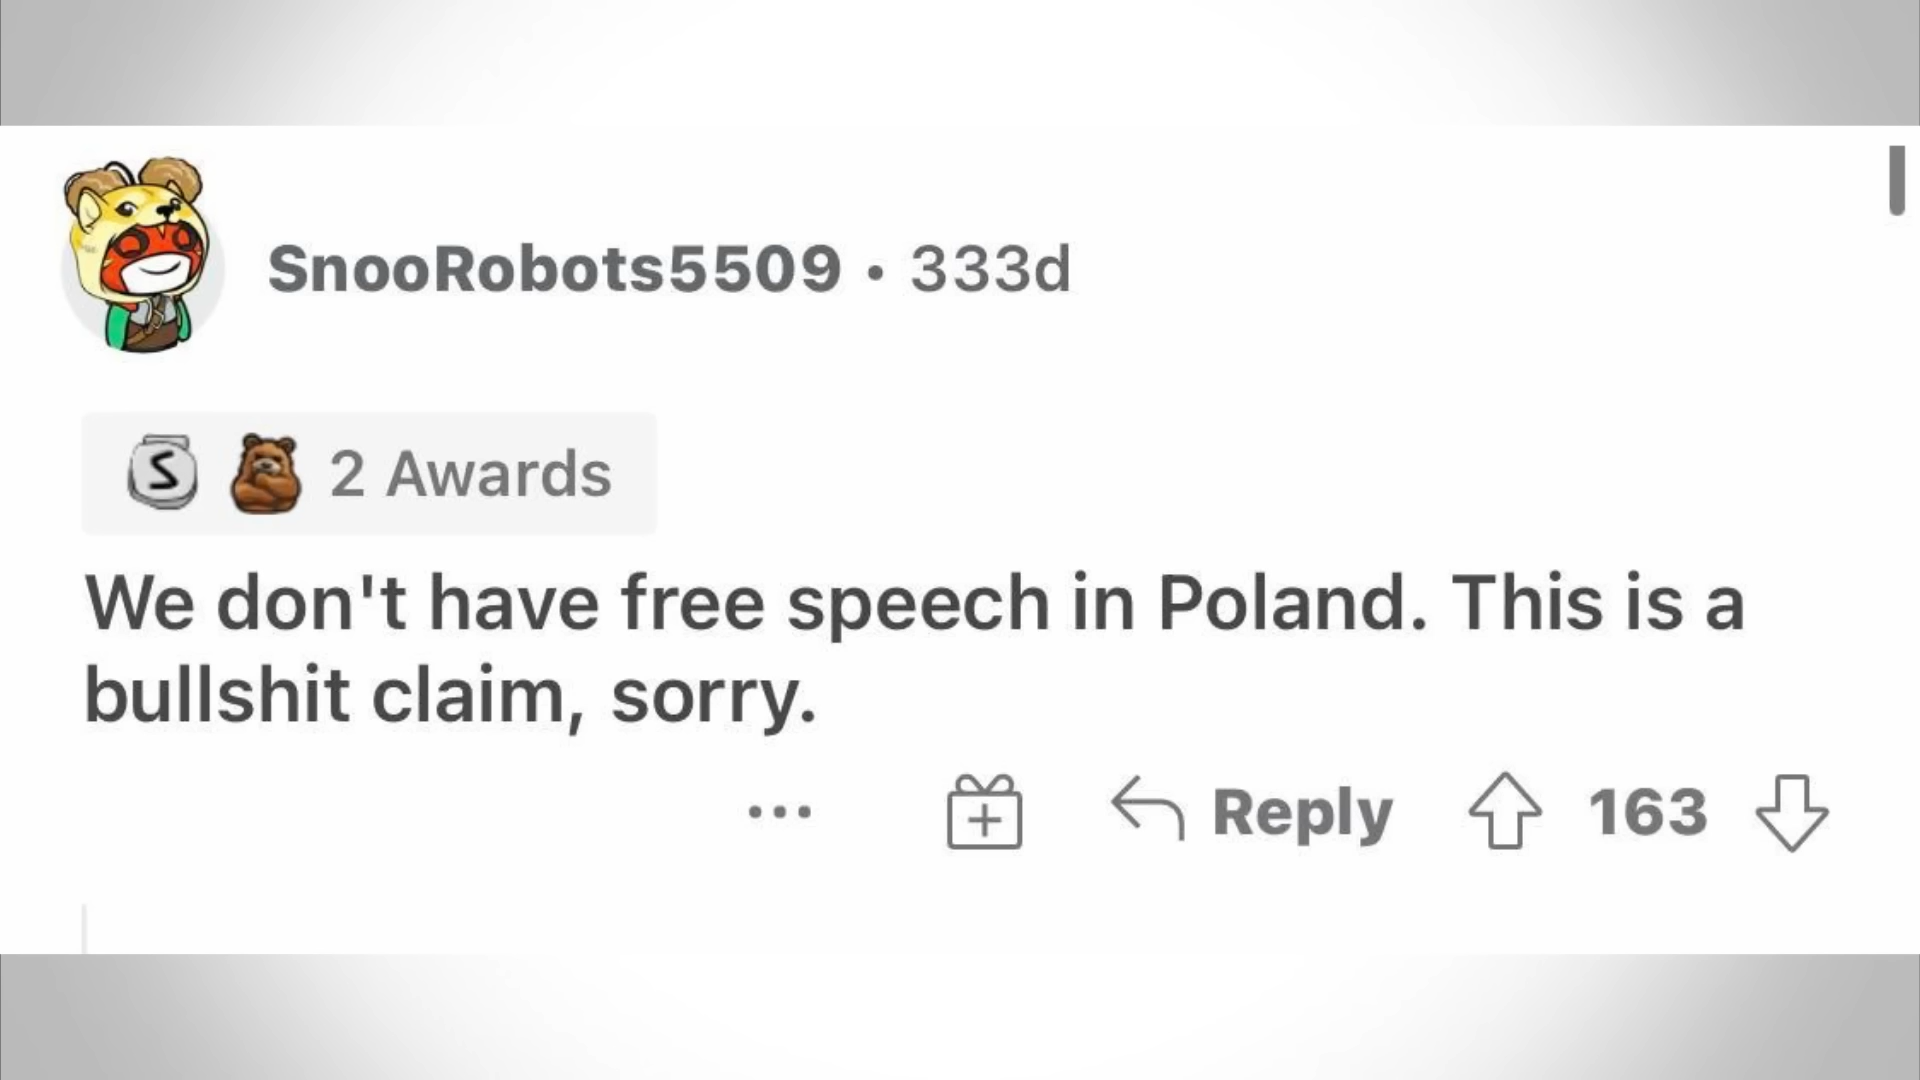 SnooRobots5509 • 333d
S 2 Awards
We don't have free speech in Poland. This is a
bullshit claim, sorry.
... Reply 163